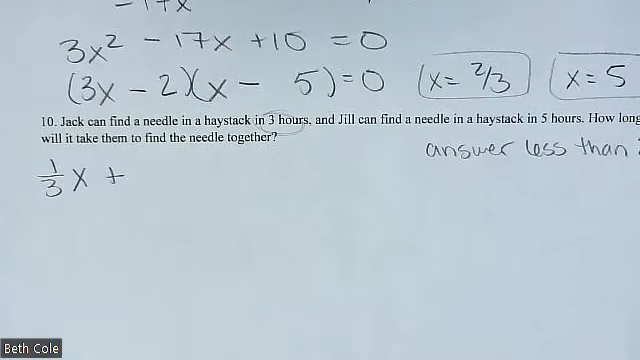 - 17x
3x² - 17x + 10 = 0
(3x - 2)(x - 5) = 0 x = 2/3 x = 5
10. Jack can find a needle in a haystack in 3 hours, and Jill can find a needle in a haystack in 5 hours. How long
will it take them to find the needle together?
answer less than
1/3 x +
Beth Cole